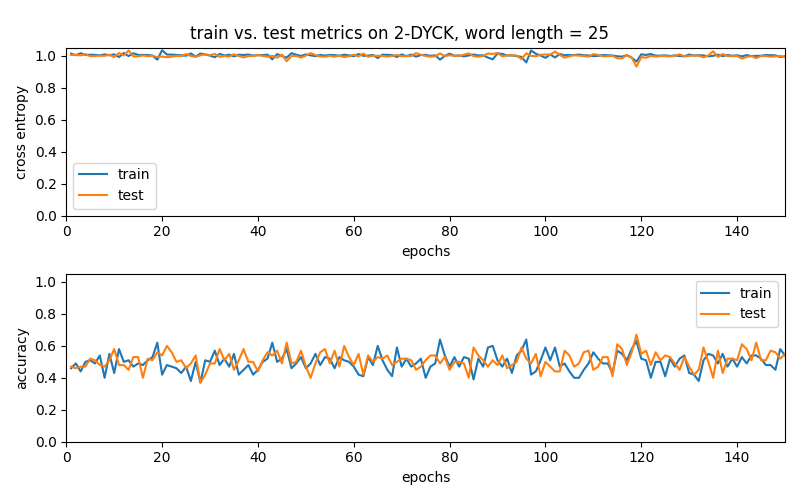 train vs. test metrics on 2-DYCK, word length = 25
cross entropy
1.0
0.8
0.6
0.4
0.2
0.0
train
test
0 20 40 60 80 100 120 140
epochs
accuracy
1.0
0.8
0.6
0.4
0.2
0.0
train
test
0 20 40 60 80 100 120 140
epochs